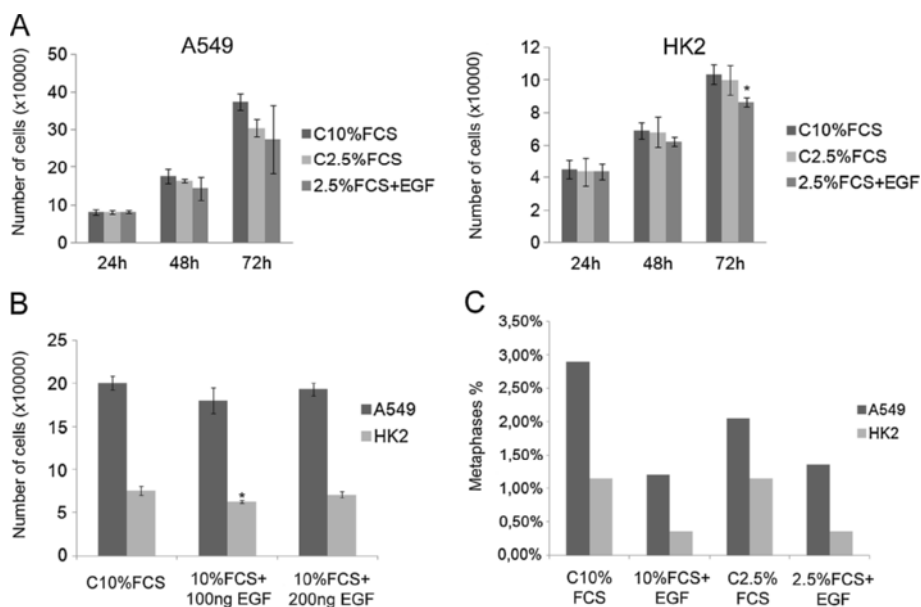 A
A549
Number of cells (x10000)
50
40
30
20
10
0
24h 48h 72h
C10%FCS
C2.5%FCS
2.5%FCS+EGF
HK2
Number of cells (x10000)
12
10
8
6
4
2
0
*
24h 48h 72h
C10%FCS
C2.5%FCS
2.5%FCS+EGF
B
Number of cells (x10000)
25
20
15
10
5
0
*
C10%FCS 10%FCS+ 10%FCS+
100ng EGF 200ng EGF
A549
HK2
C
Metaphases %
3,50%
3,00%
2,50%
2,00%
1,50%
1,00%
0,50%
0,00%
C10% 10%FCS+ C2.5% 2.5%FCS+
FCS EGF FCS EGF
A549
HK2